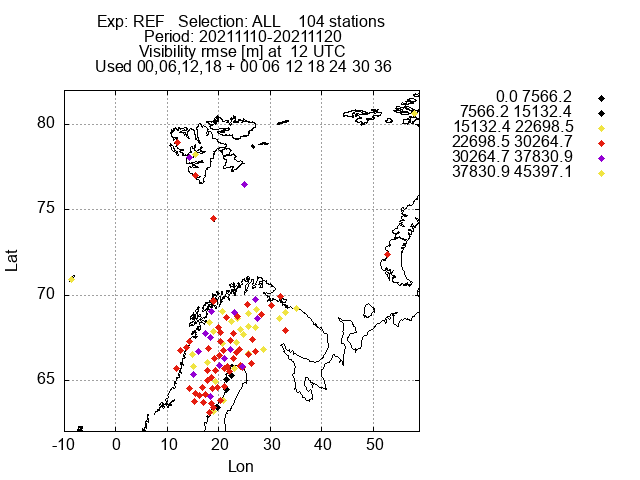 Exp: REF Selection: ALL 104 stations
Period: 20211110-20211120
Visibility rmse [m] at 12 UTC
Used 00,06,12,18 + 00 06 12 18 24 30 36
0.0 7566.2
7566.2 15132.4
15132.4 22698.5
22698.5 30264.7
30264.7 37830.9
37830.9 45397.1
80
75
70
65
Lat
-10 0 10 20 30 40 50
Lon